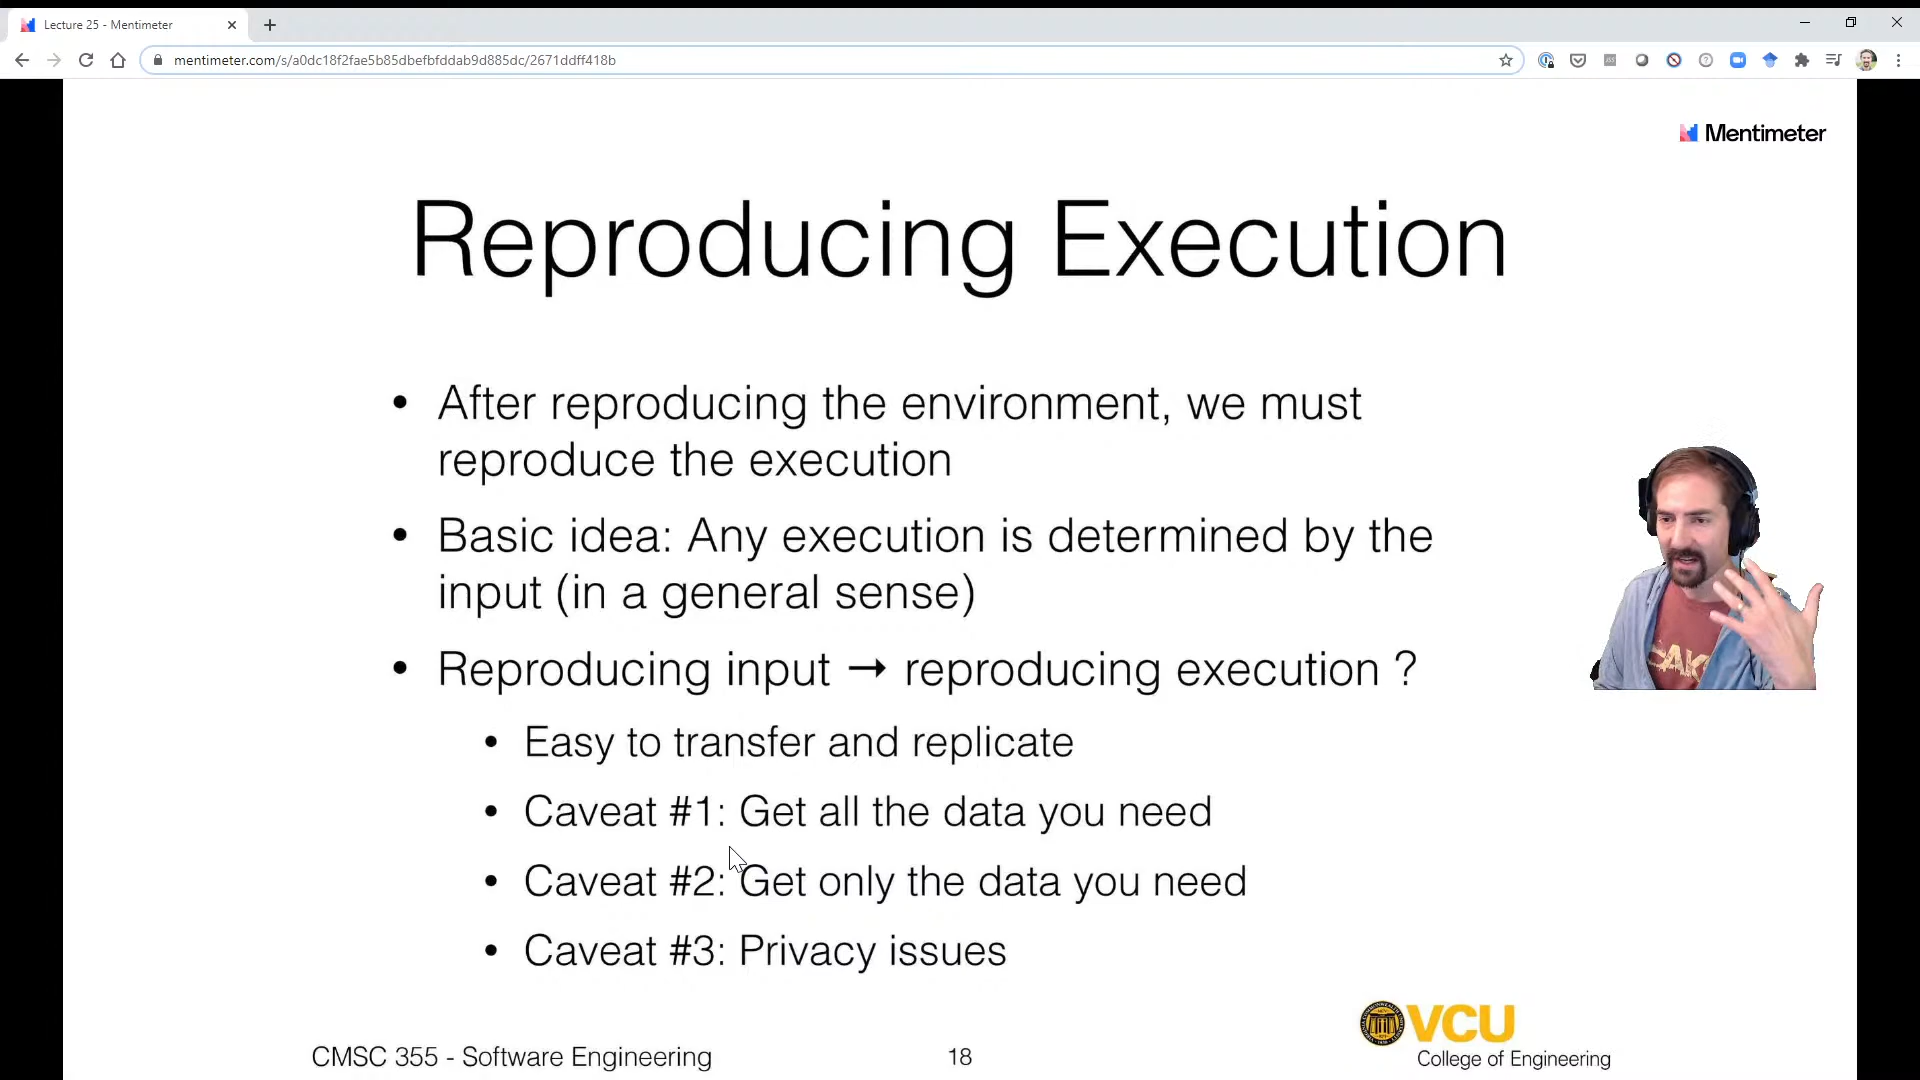 Lecture 25 - Mentimeter
mentimeter.com/s/a0dc18f2fae5b85dbefbfddab9d885dc/2671ddff418b
Mentimeter
Reproducing Execution
• After reproducing the environment, we must
reproduce the execution
• Basic idea: Any execution is determined by the
input (in a general sense)
• Reproducing input → reproducing execution ?
• Easy to transfer and replicate
• Caveat #1: Get all the data you need
• Caveat #2: Get only the data you need
• Caveat #3: Privacy issues
CAK
VCU
College of Engineering
CMSC 355 - Software Engineering
18